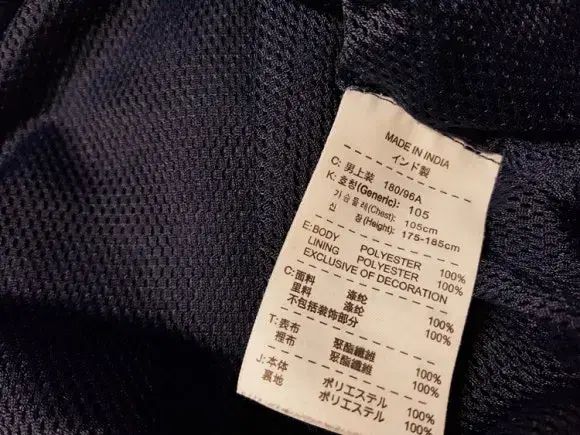 MADE IN INDIA
インド製
C: 男上装 180/96A
K: 호칭(Generic): 105
가슴둘레(Chest): 105cm
신 장(Height): 175-185cm
E: BODY POLYESTER 100%
LINING POLYESTER 100%
EXCLUSIVE OF DECORATION
C: 面料 涤纶 100%
里料 涤纶 100%
不包括装饰部分
T: 表布 聚酯纖維 100%
裡布 聚酯纖維 100%
J: 本体 ポリエステル 100%
裏地 ポリエステル 100%